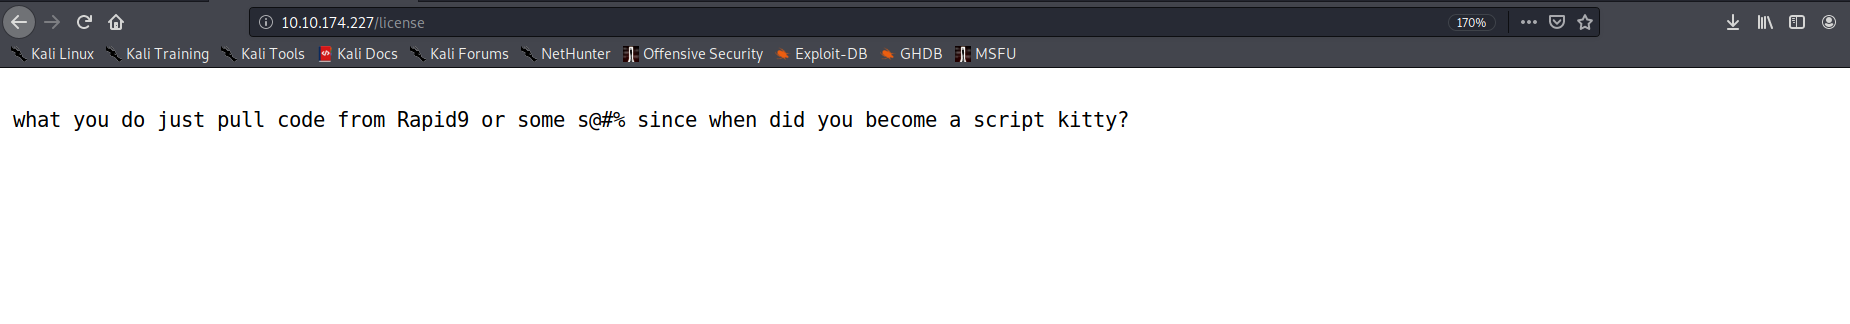 10.10.174.227/license
170%
Kali Linux Kali Training Kali Tools Kali Docs Kali Forums NetHunter Offensive Security Exploit-DB GHDB MSFU
what you do just pull code from Rapid9 or some s@#% since when did you become a script kitty?